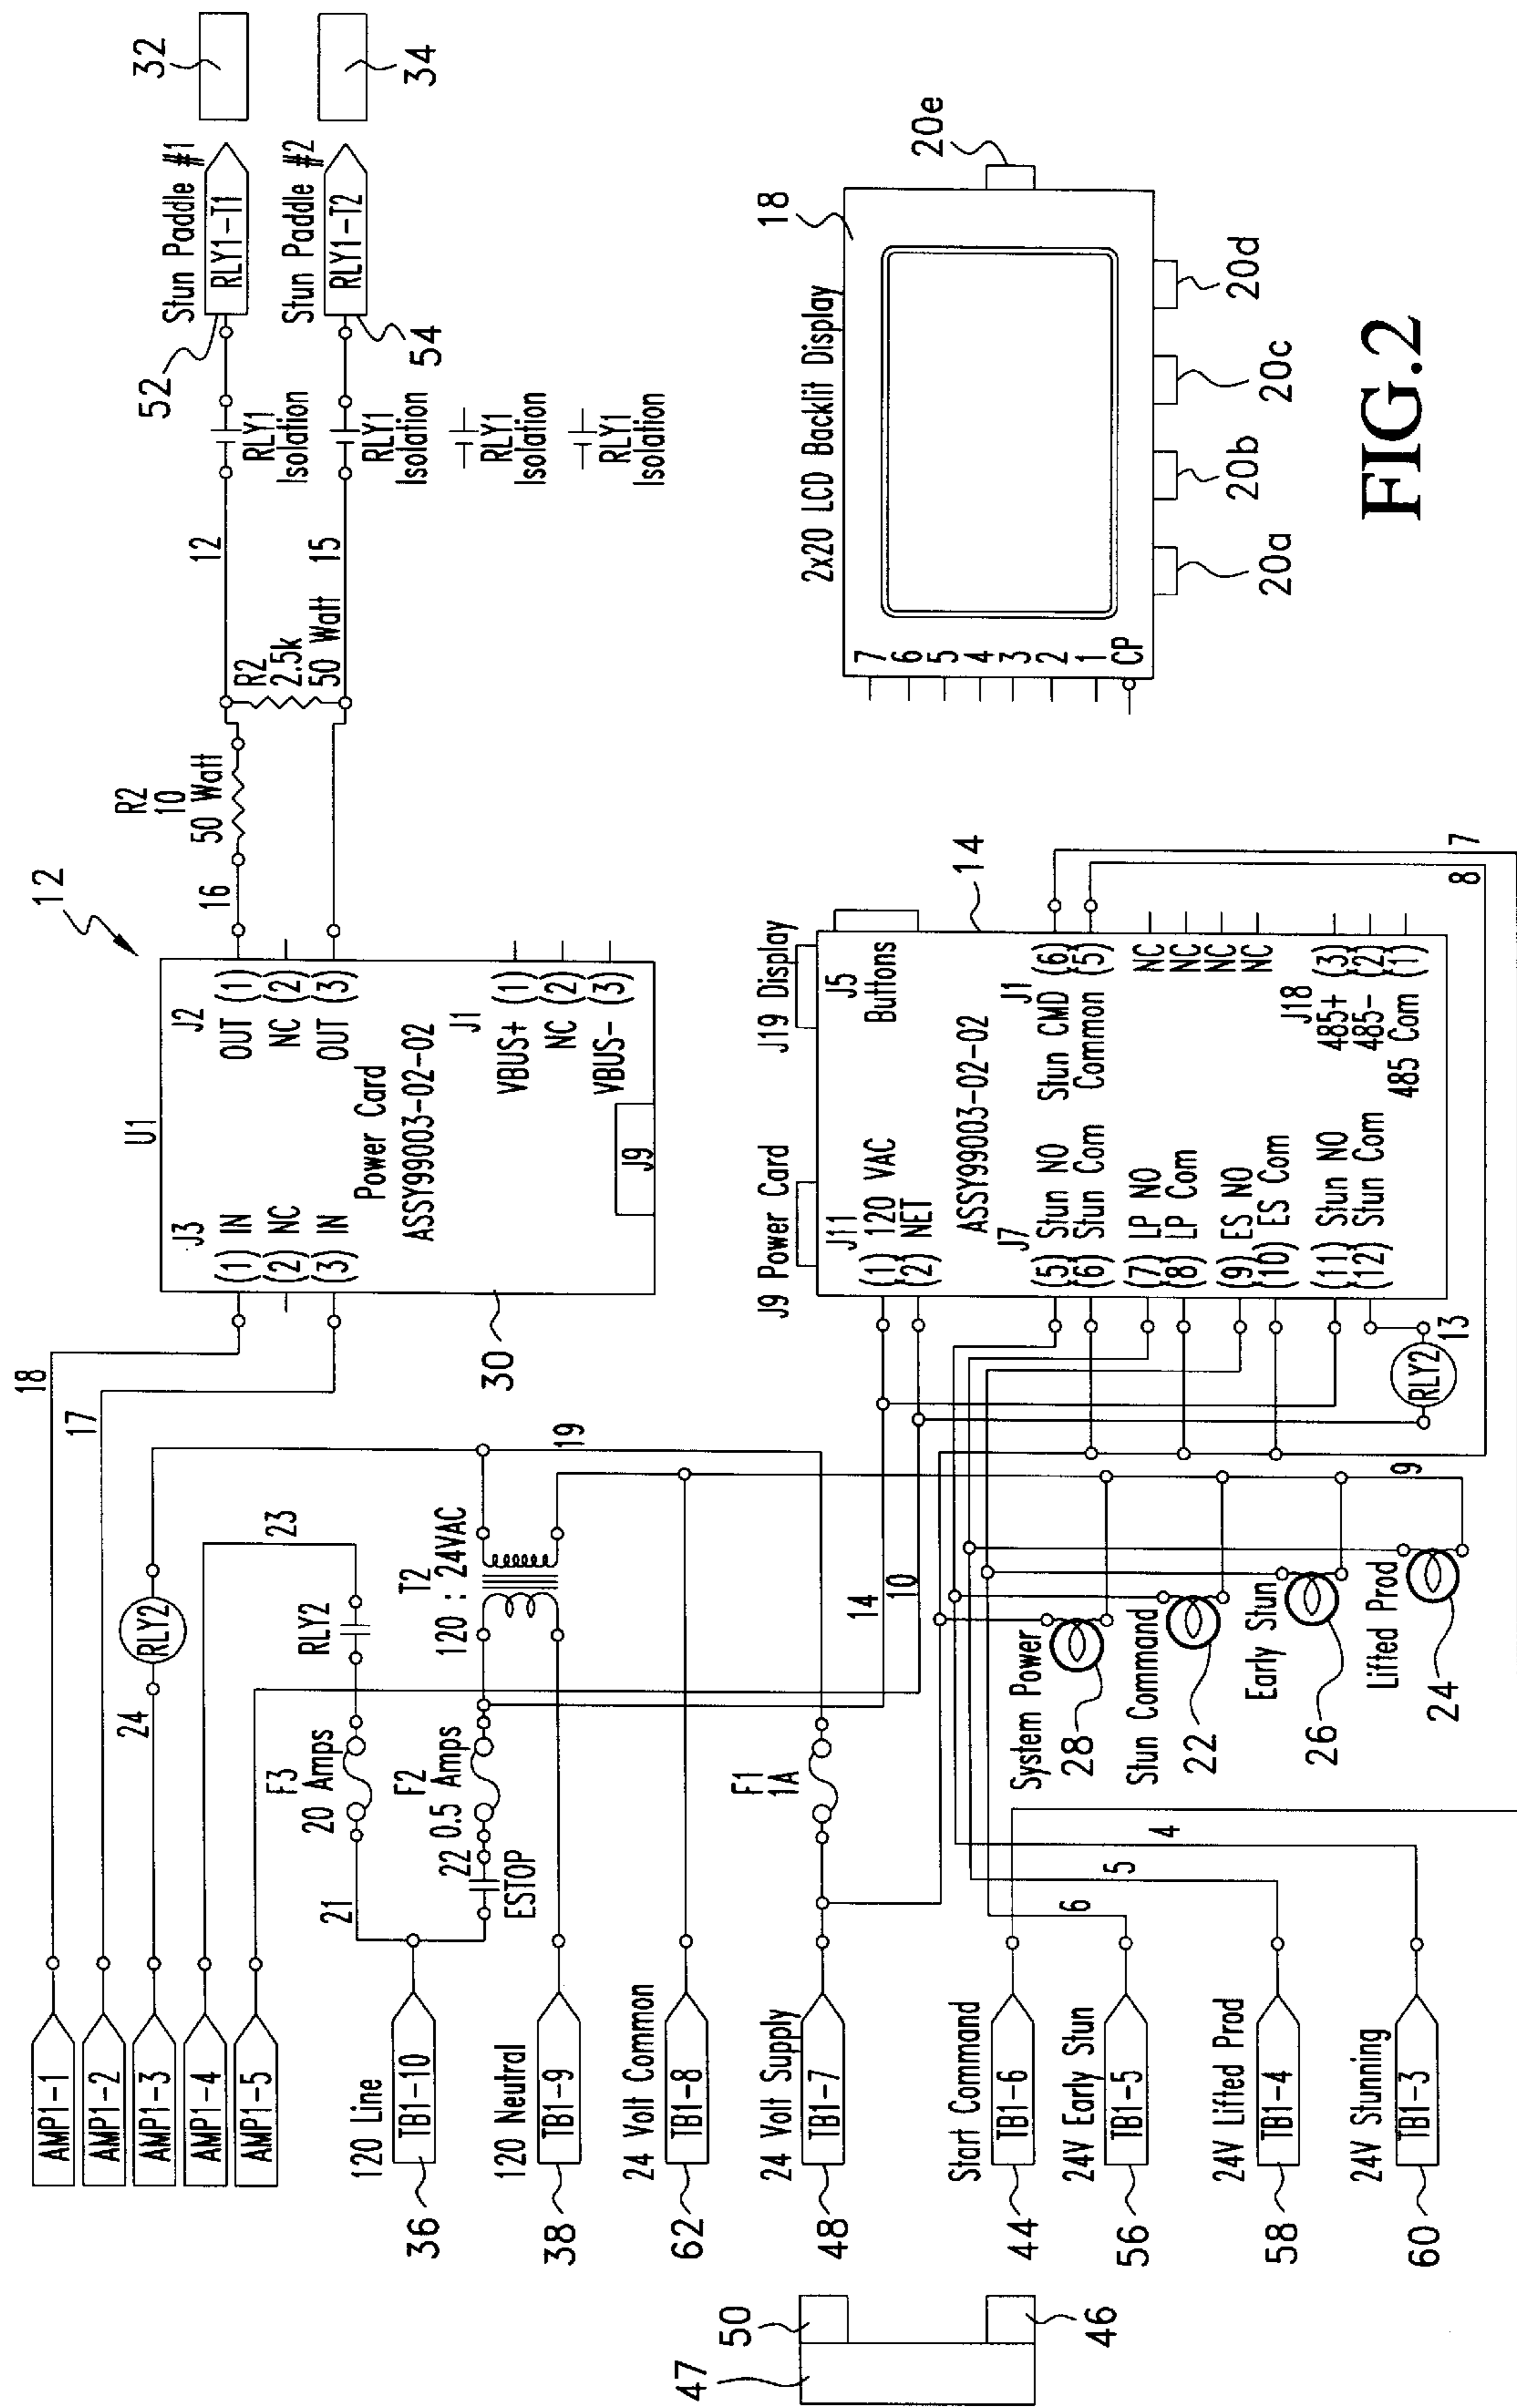 AMP1-1
AMP1-2
AMP1-3
AMP1-4
AMP1-5
18
17
24
23
RLY2
21
F3
20 Amps
RLY2
120 Line
TB1-10
36
22
ESTOP
F2
0.5 Amps
120 : 24VAC
T2
19
120 Neutral
TB1-9
38
24 Volt Common
TB1-8
62
24 Volt Supply
TB1-7
48
F1
1A
14
10
Start Command
TB1-6
44
24V Early Stun
TB1-5
56
24V Lifted Prod
TB1-4
58
24V Stunning
TB1-3
60
6
5
4
47
50
46
System Power
28
Stun Command
22
Early Stun
26
Lifted Prod
24
9
RLY2
13
12
U1
J3
(1) IN
(2) NC
(3) IN
Power Card
ASSY99003-02-02
J2
OUT (1)
NC (2)
OUT (3)
J1
VBUS+ (1)
NC (2)
VBUS- (3)
J9
30
16
R2
10
50 Watt
R2
2.5k
50 Watt
12
15
RLY1
Isolation
RLY1
Isolation
RLY1
Isolation
RLY1
Isolation
52
Stun Paddle #1
RLY1-T1
32
Stun Paddle #2
RLY1-T2
54
34
J9 Power Card
J19 Display
J11
(1) 120 VAC
(2) NET
J5
Buttons
14
ASSY99003-02-02
J7
(5) Stun NO
(6) Stun Com
(7) LP NO
(8) LP Com
(9) ES NO
(10) ES Com
(11) Stun NO
(12) Stun Com
J1
Stun CMD (6)
Stun Common (5)
NC
NC
NC
NC
J18
485+ (3)
485- (2)
485 Com (1)
7
8
2x20 LCD Backlit Display
18
7
6
5
4
3
2
1
CP
20a
20b
20c
20d
20e
FIG.2